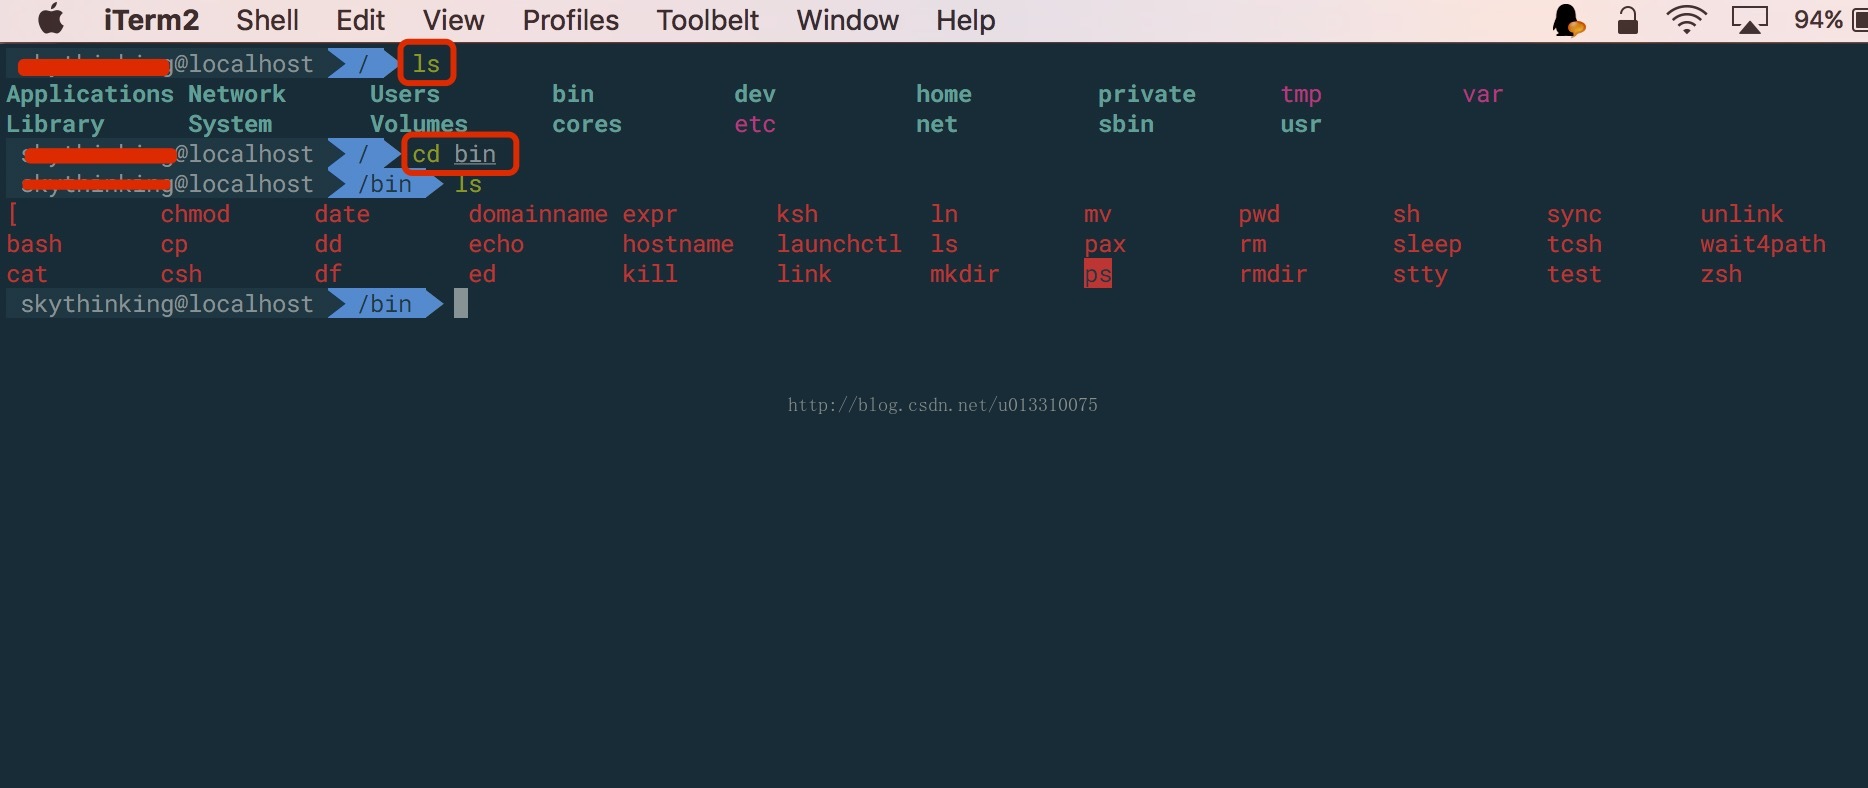 iTerm2 Shell Edit View Profiles Toolbelt Window Help 94%
@localhost / ls
Applications Network Users bin dev home private tmp var
Library System Volumes cores etc net sbin usr
@localhost / cd bin
@localhost /bin ls
[ chmod date domainname expr ksh ln mv pwd sh sync unlink
bash cp dd echo hostname launchctl ls pax rm sleep tcsh wait4path
cat csh df ed kill link mkdir ps rmdir stty test zsh
skythinking@localhost /bin
http://blog.csdn.net/u013310075